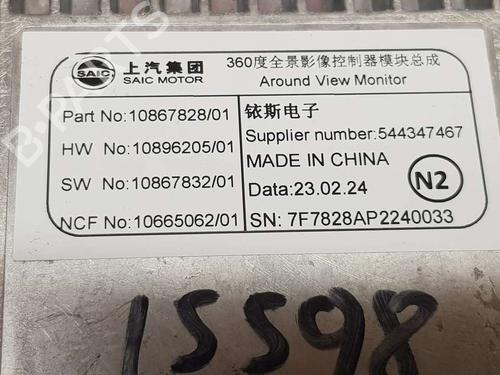 SAIC
上汽集团
SAIC MOTOR
360度全景影像控制器模块总成
Around View Monitor
Part No:10867828/01
HW No:10896205/01
SW No:10867832/01
NCF No:10665062/01
铱斯电子
Supplier number:544347467
MADE IN CHINA
Data:23.02.24
N2
SN: 7F7828AP2240033
15598
B-PARTS